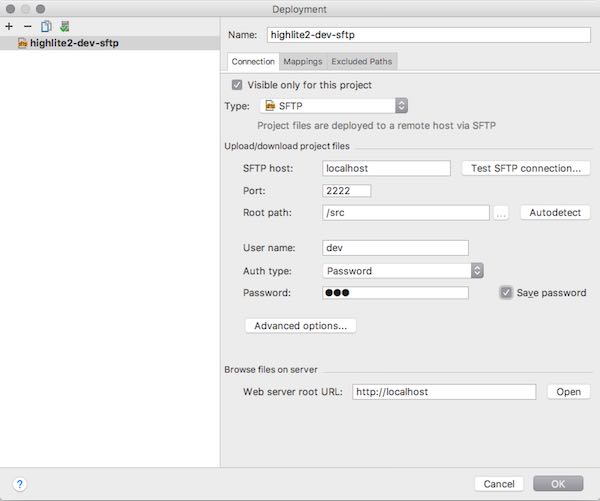 Deployment
highlite2-dev-sftp
Name: highlite2-dev-sftp
Connection Mappings Excluded Paths
Visible only for this project
Type: SFTP
Project files are deployed to a remote host via SFTP
Upload/download project files
SFTP host: localhost Test SFTP connection...
Port: 2222
Root path: /src ... Autodetect
User name: dev
Auth type: Password
Password: ●●● Save password
Advanced options...
Browse files on server
Web server root URL: http://localhost Open
? Cancel OK